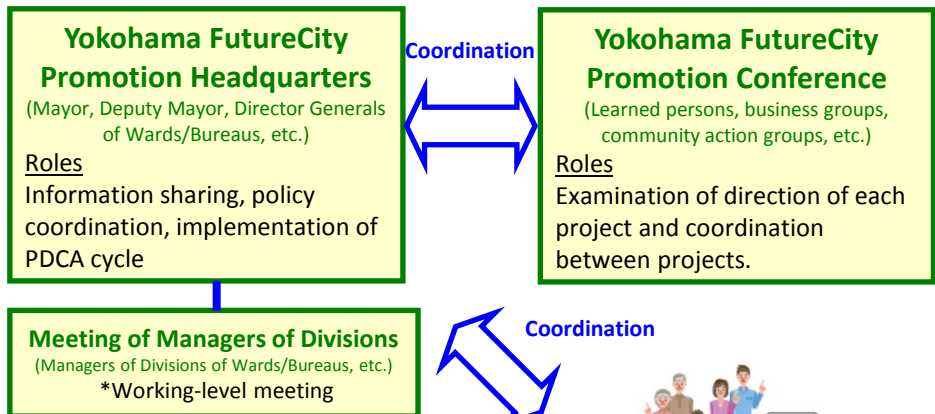 Yokohama FutureCity
Promotion Headquarters
(Mayor, Deputy Mayor, Director Generals
of Wards/Bureaus, etc.)
Roles
Information sharing, policy
coordination, implementation of
PDCA cycle
Coordination
Yokohama FutureCity
Promotion Conference
(Learned persons, business groups,
community action groups, etc.)
Roles
Examination of direction of each
project and coordination
between projects.
Meeting of Managers of Divisions
(Managers of Divisions of Wards/Bureaus, etc.)
*Working-level meeting
Coordination